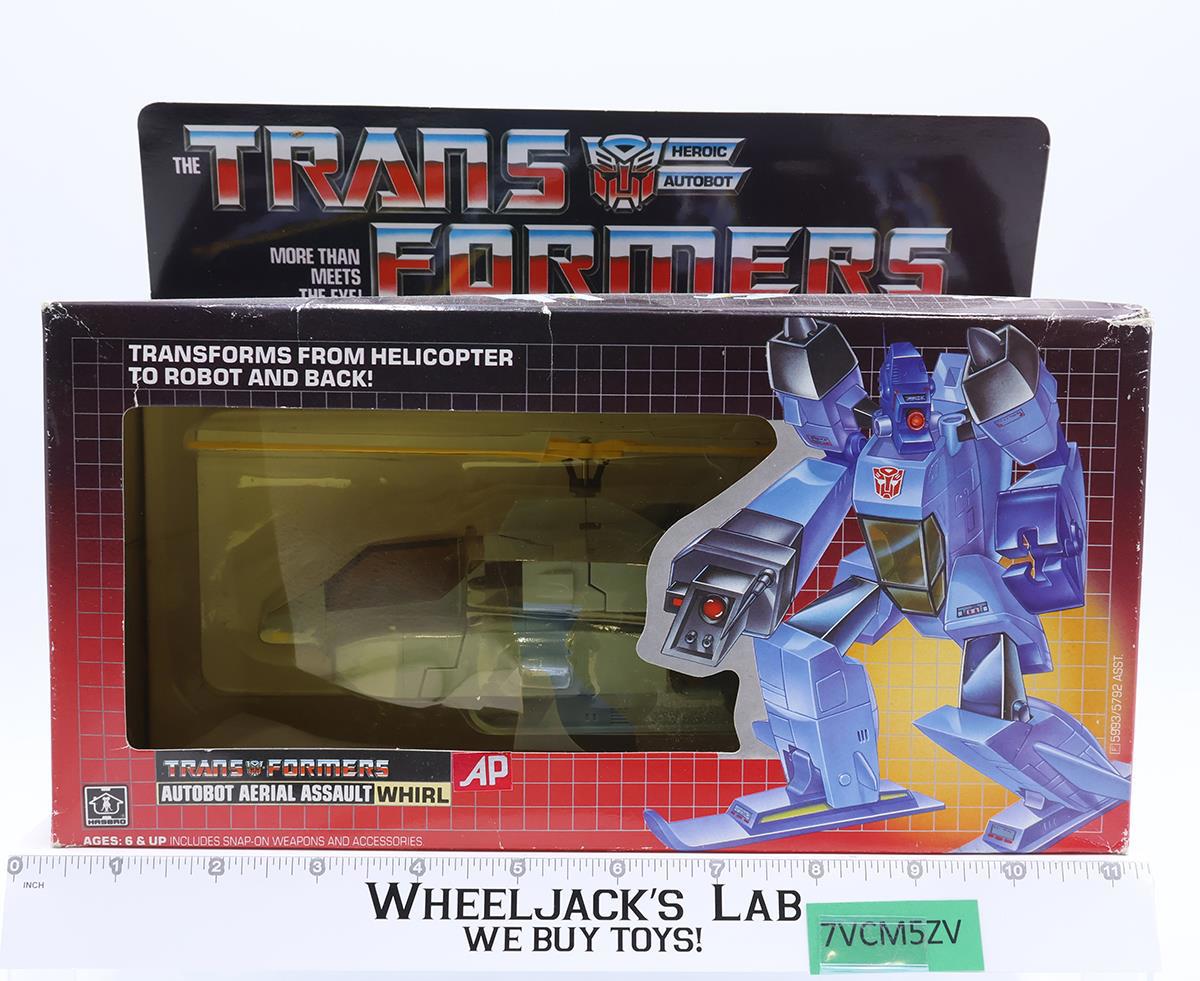 THE TRANS HEROIC AUTOBOT
FORMERS
MORE THAN
MEETS
THE EYE!
TRANSFORMS FROM HELICOPTER
TO ROBOT AND BACK!
5993/5792 ASST.
TRANSFORMERS
AP
AUTOBOT AERIAL ASSAULT WHIRL
HASBRO
AGES: 6 & UP INCLUDES SNAP-ON WEAPONS AND ACCESSORIES
0 1 2 3 4 5 6 7 8 9 10 11
INCH
WHEELJACK'S LAB
WE BUY TOYS!
7VCM5ZV